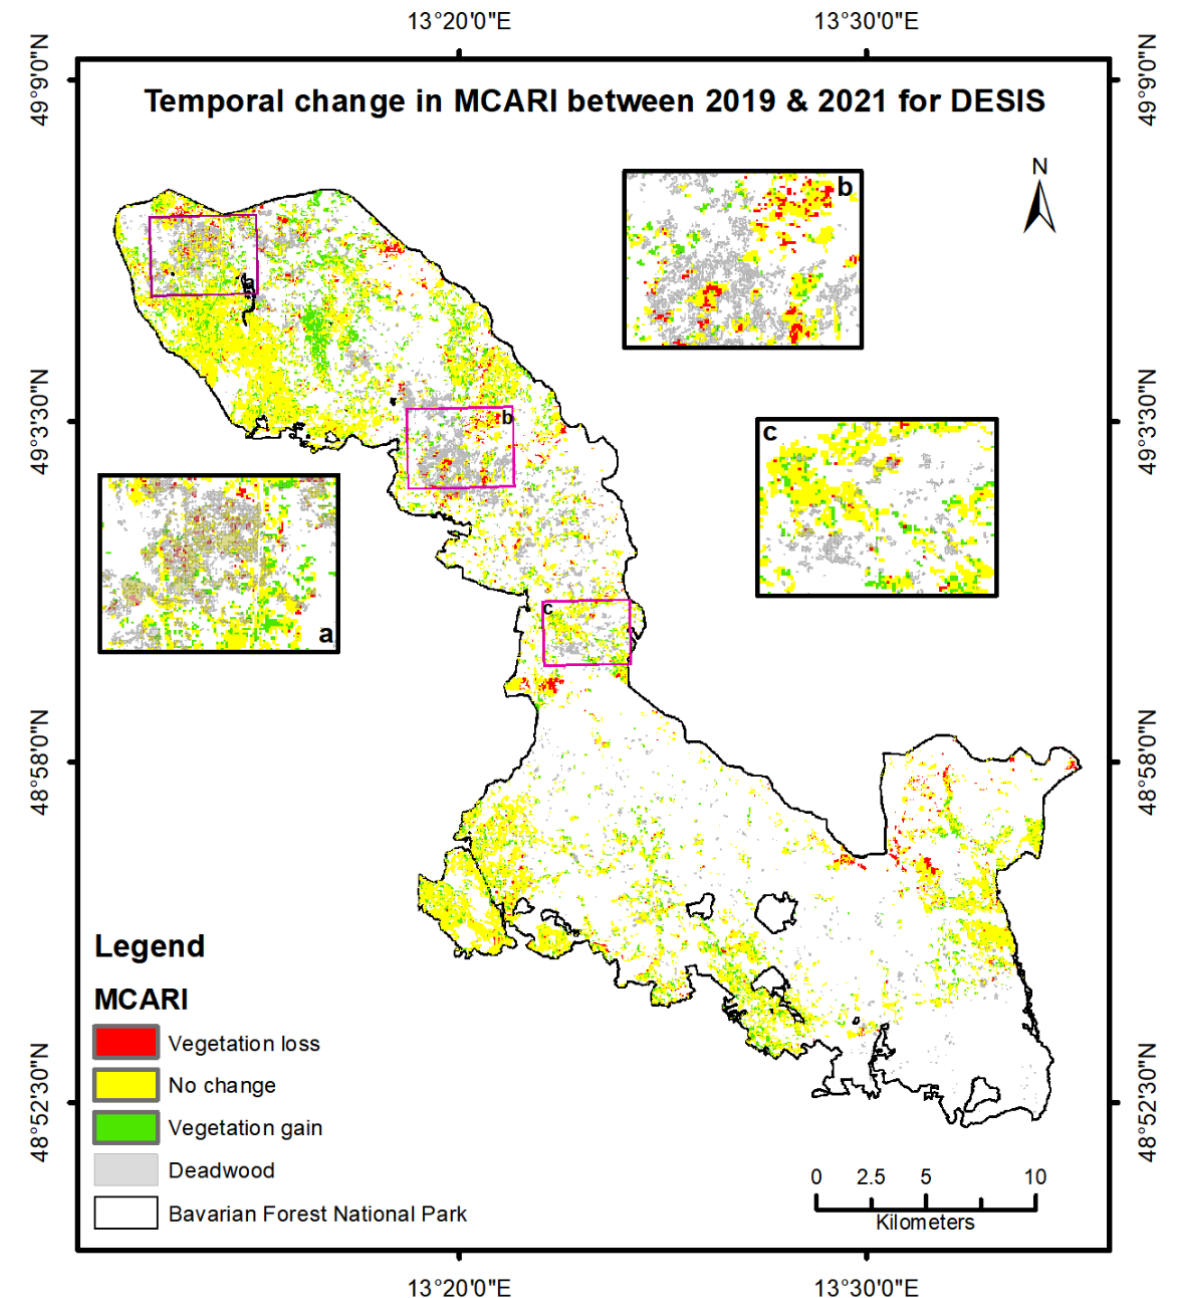 13°20'0"E 13°30'0"E
49°9'0"N 49°9'0"N
Temporal change in MCARI between 2019 & 2021 for DESIS
N
b
49°3'30"N 49°3'30"N
b
c
a
c
48°58'0"N 48°58'0"N
Legend
MCARI
Vegetation loss
No change
Vegetation gain
Deadwood
Bavarian Forest National Park
48°52'30"N 48°52'30"N
0 2.5 5 10
Kilometers
13°20'0"E 13°30'0"E